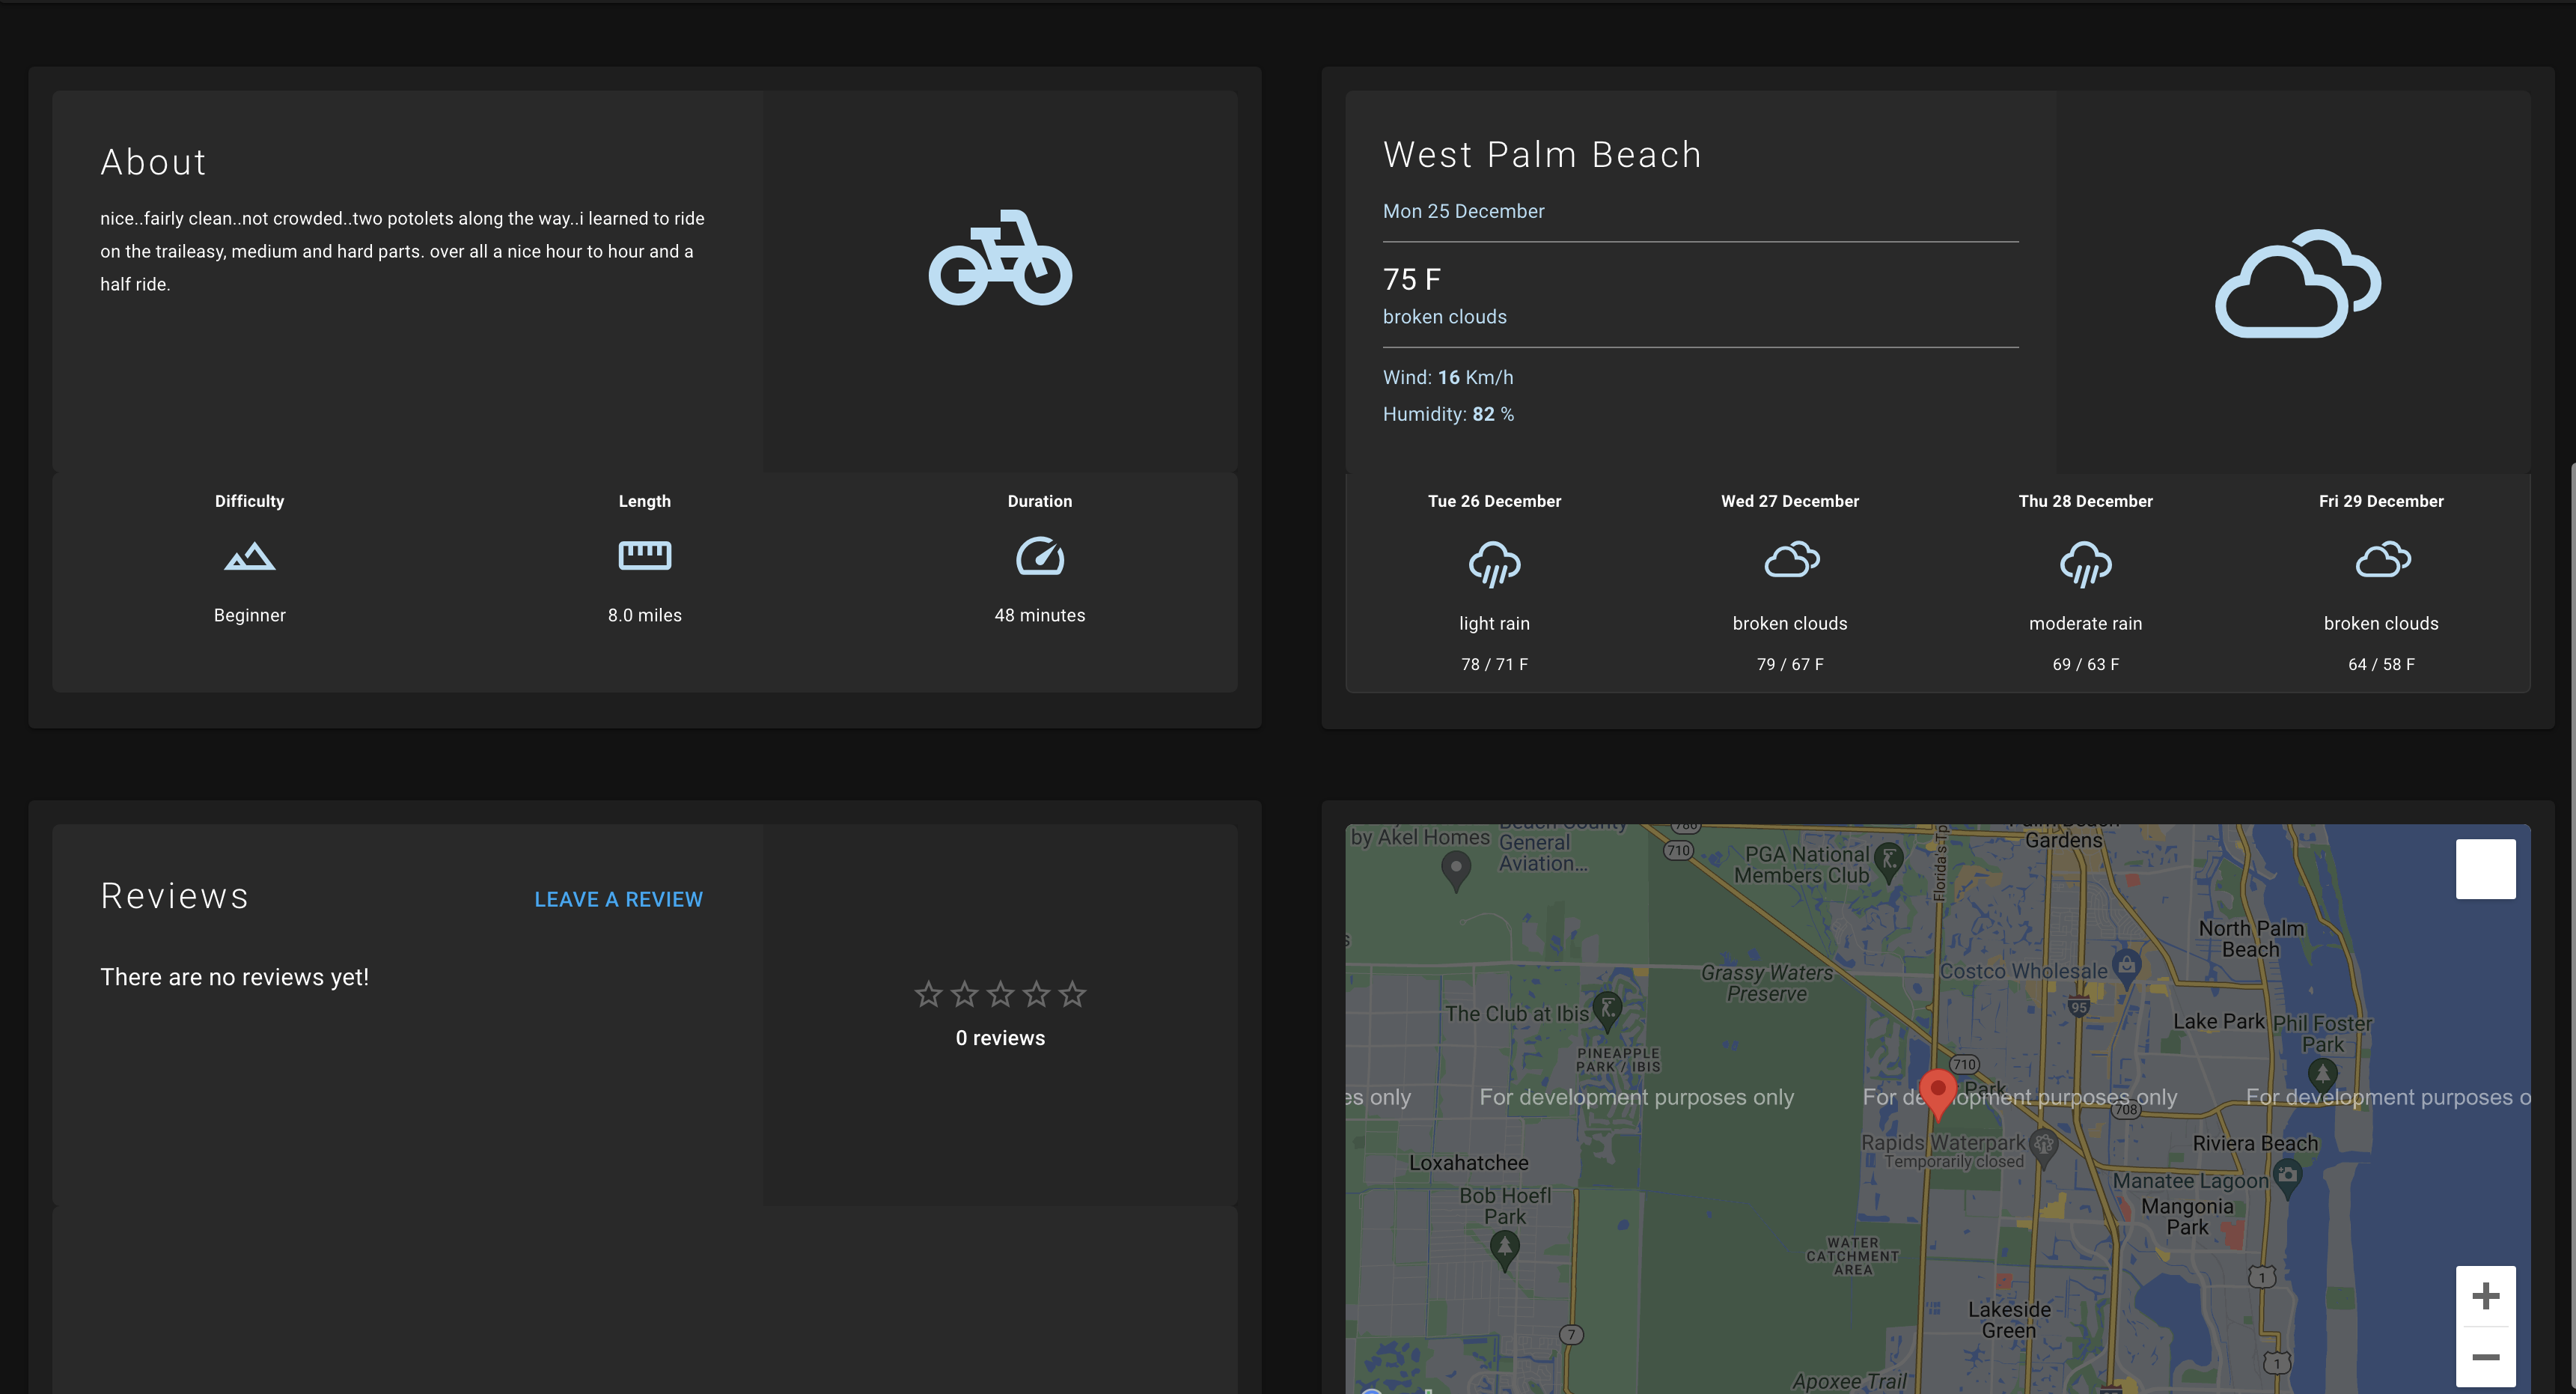 About
nice..fairly clean..not crowded..two potolets along the way..i learned to ride
on the traileasy, medium and hard parts. over all a nice hour to hour and a
half ride.
Difficulty
Length
Duration
Beginner
8.0 miles
48 minutes
West Palm Beach
Mon 25 December
75 F
broken clouds
Wind: 16 Km/h
Humidity: 82 %
Tue 26 December
Wed 27 December
Thu 28 December
Fri 29 December
light rain
broken clouds
moderate rain
broken clouds
78 / 71 F
79 / 67 F
69 / 63 F
64 / 58 F
Reviews
LEAVE A REVIEW
There are no reviews yet!
0 reviews
by Akel Homes
Beach County
General
Aviation...
710
PGA National
Members Club
Florida's Tp
Palm Beach
Gardens
North Palm
Beach
Grassy Waters
Preserve
Costco Wholesale
The Club at Ibis
95
Lake Park
Phil Foster
Park
PINEAPPLE
PARK / IBIS
710
Park
es only
For development purposes only
For de lopment purposes only
For development purposes o
708
Rapids Waterpark
Temporarily closed
Riviera Beach
Loxahatchee
Manatee Lagoon
Bob Hoefl
Park
Mangonia
Park
WATER
CATCHMENT
AREA
1
Lakeside
Green
7
1
Apoxee Trail
+
−